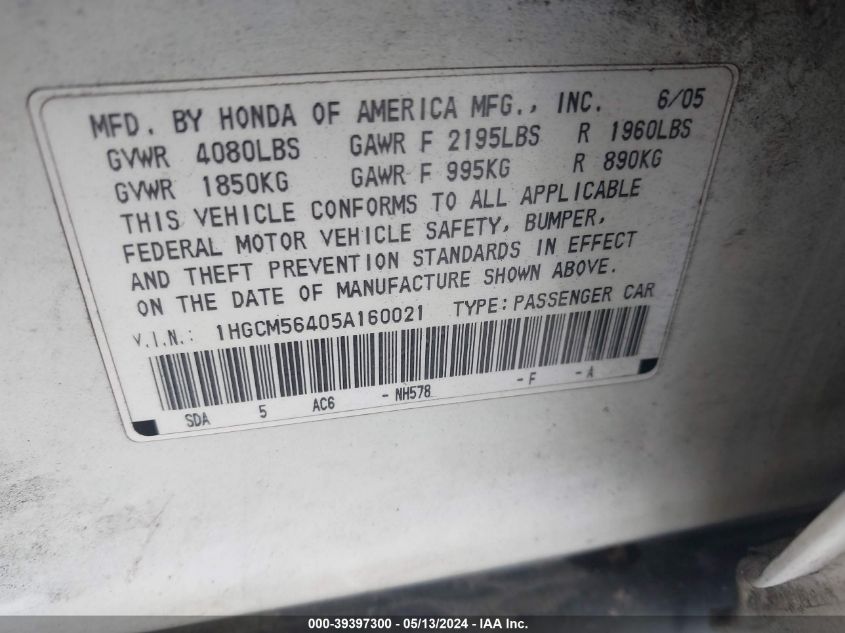 MFD. BY HONDA OF AMERICA MFG., INC. 6/05
GVWR 4080LBS GAWR F 2195LBS R 1960LBS
GVWR 1850KG GAWR F 995KG R 890KG
THIS VEHICLE CONFORMS TO ALL APPLICABLE
FEDERAL MOTOR VEHICLE SAFETY, BUMPER,
AND THEFT PREVENTION STANDARDS IN EFFECT
ON THE DATE OF MANUFACTURE SHOWN ABOVE.
V.I.N.: 1HGCM56405A160021 TYPE:PASSENGER CAR
SDA 5 AC6 -NH578 -F -A
000-39397300 - 05/13/2024 - IAA Inc.